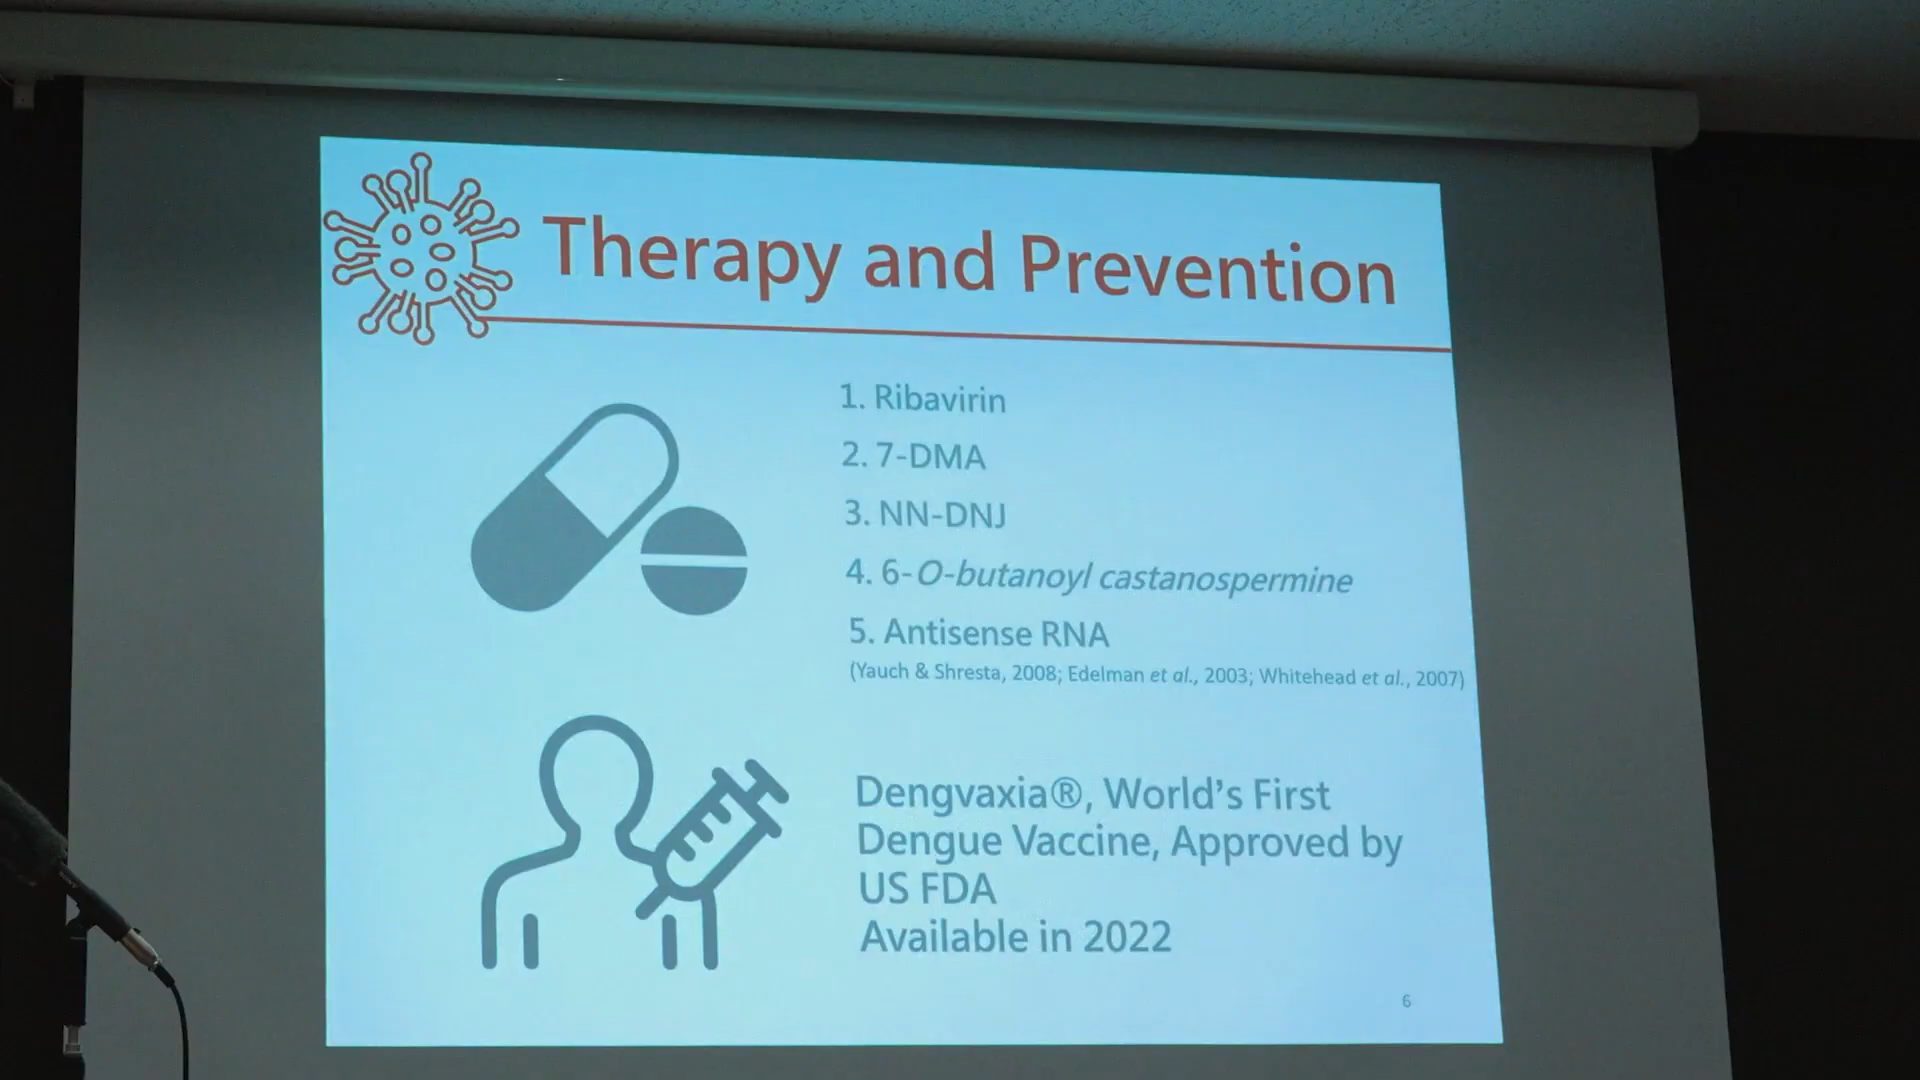 Therapy and Prevention
1. Ribavirin
2. 7-DMA
3. NN-DNJ
4. 6-O-butanoyl castanospermine
5. Antisense RNA
(Yauch & Shresta, 2008; Edelman et al., 2003; Whitehead et al., 2007)
Dengvaxia®, World's First
Dengue Vaccine, Approved by
US FDA
Available in 2022
6